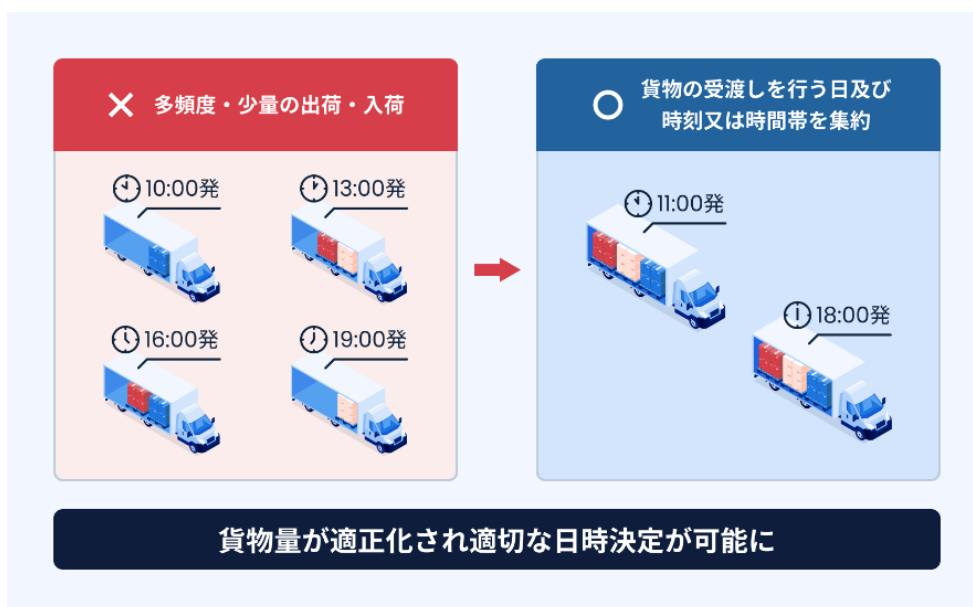 多頻度・少量の出荷・入荷
貨物の受渡しを行う日及び
時刻又は時間帯を集約
10:00発
13:00発
16:00発
19:00発
11:00発
18:00発
貨物量が適正化され適切な日時決定が可能に